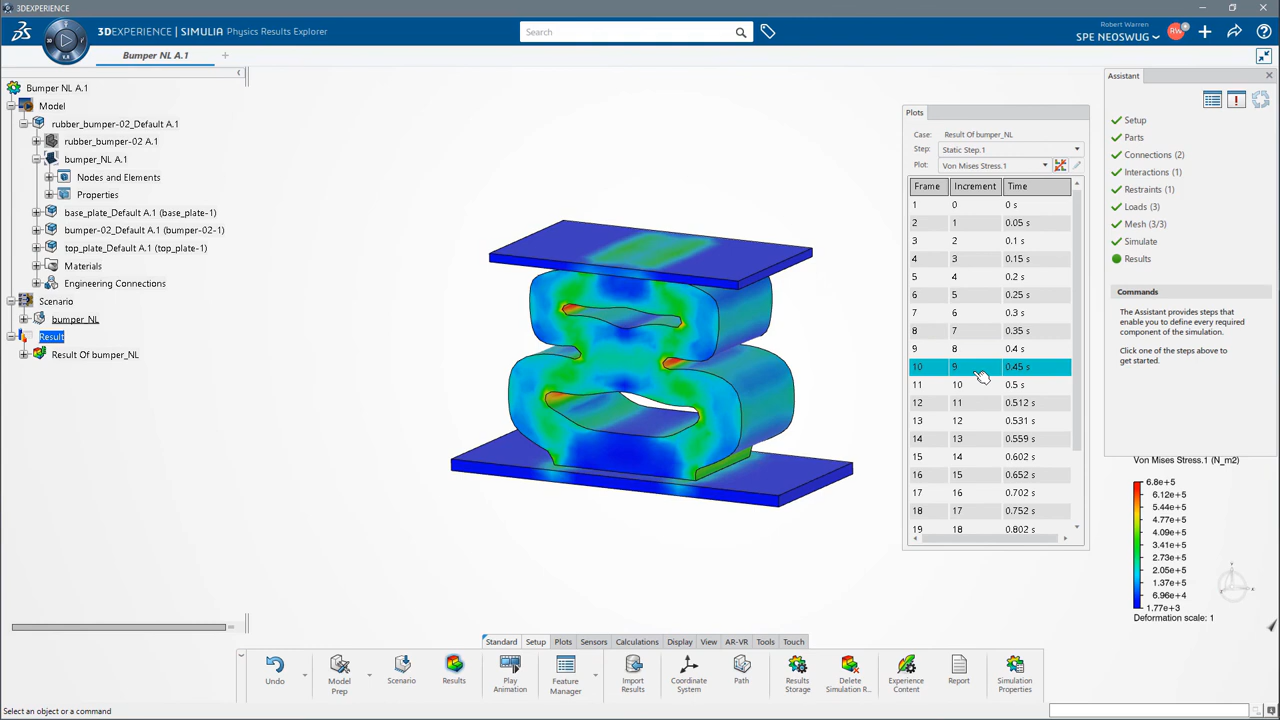 3DEXPERIENCE
3DEXPERIENCE | SIMULIA Physics Results Explorer
Search
Robert Warren
SPE NEOSWUG
RW
Bumper NL A.1
Bumper NL A.1
Model
rubber_bumper-02_Default A.1
rubber_bumper-02 A.1
bumper_NL A.1
Nodes and Elements
Properties
base_plate_Default A.1 (base_plate-1)
bumper-02_Default A.1 (bumper-02-1)
top_plate_Default A.1 (top_plate-1)
Materials
Engineering Connections
Scenario
bumper_NL
Result
Result Of bumper_NL
Plots
Case: Result Of bumper_NL
Step: Static Step.1
Plot: Von Mises Stress.1
Frame Increment Time
1 0 0 s
2 1 0.05 s
3 2 0.1 s
4 3 0.15 s
5 4 0.2 s
6 5 0.25 s
7 6 0.3 s
8 7 0.35 s
9 8 0.4 s
10 9 0.45 s
11 10 0.5 s
12 11 0.512 s
13 12 0.531 s
14 13 0.559 s
15 14 0.602 s
16 15 0.652 s
17 16 0.702 s
18 17 0.752 s
19 18 0.802 s
Assistant
Setup
Parts
Connections (2)
Interactions (1)
Restraints (1)
Loads (3)
Mesh (3/3)
Simulate
Results
Commands
The Assistant provides steps that
enable you to define every required
component of the simulation.
Click one of the steps above to
get started.
Von Mises Stress.1 (N_m2)
6.8e+5
6.12e+5
5.44e+5
4.77e+5
4.09e+5
3.41e+5
2.73e+5
2.05e+5
1.37e+5
6.96e+4
1.77e+3
Deformation scale: 1
Standard Setup Plots Sensors Calculations Display View AR-VR Tools Touch
Undo
Model
Prep
Scenario
Results
Play
Animation
Feature
Manager
Import
Results
Coordinate
System
Path
Results
Storage
Delete
Simulation R...
Experience
Content
Report
Simulation
Properties
Select an object or a command